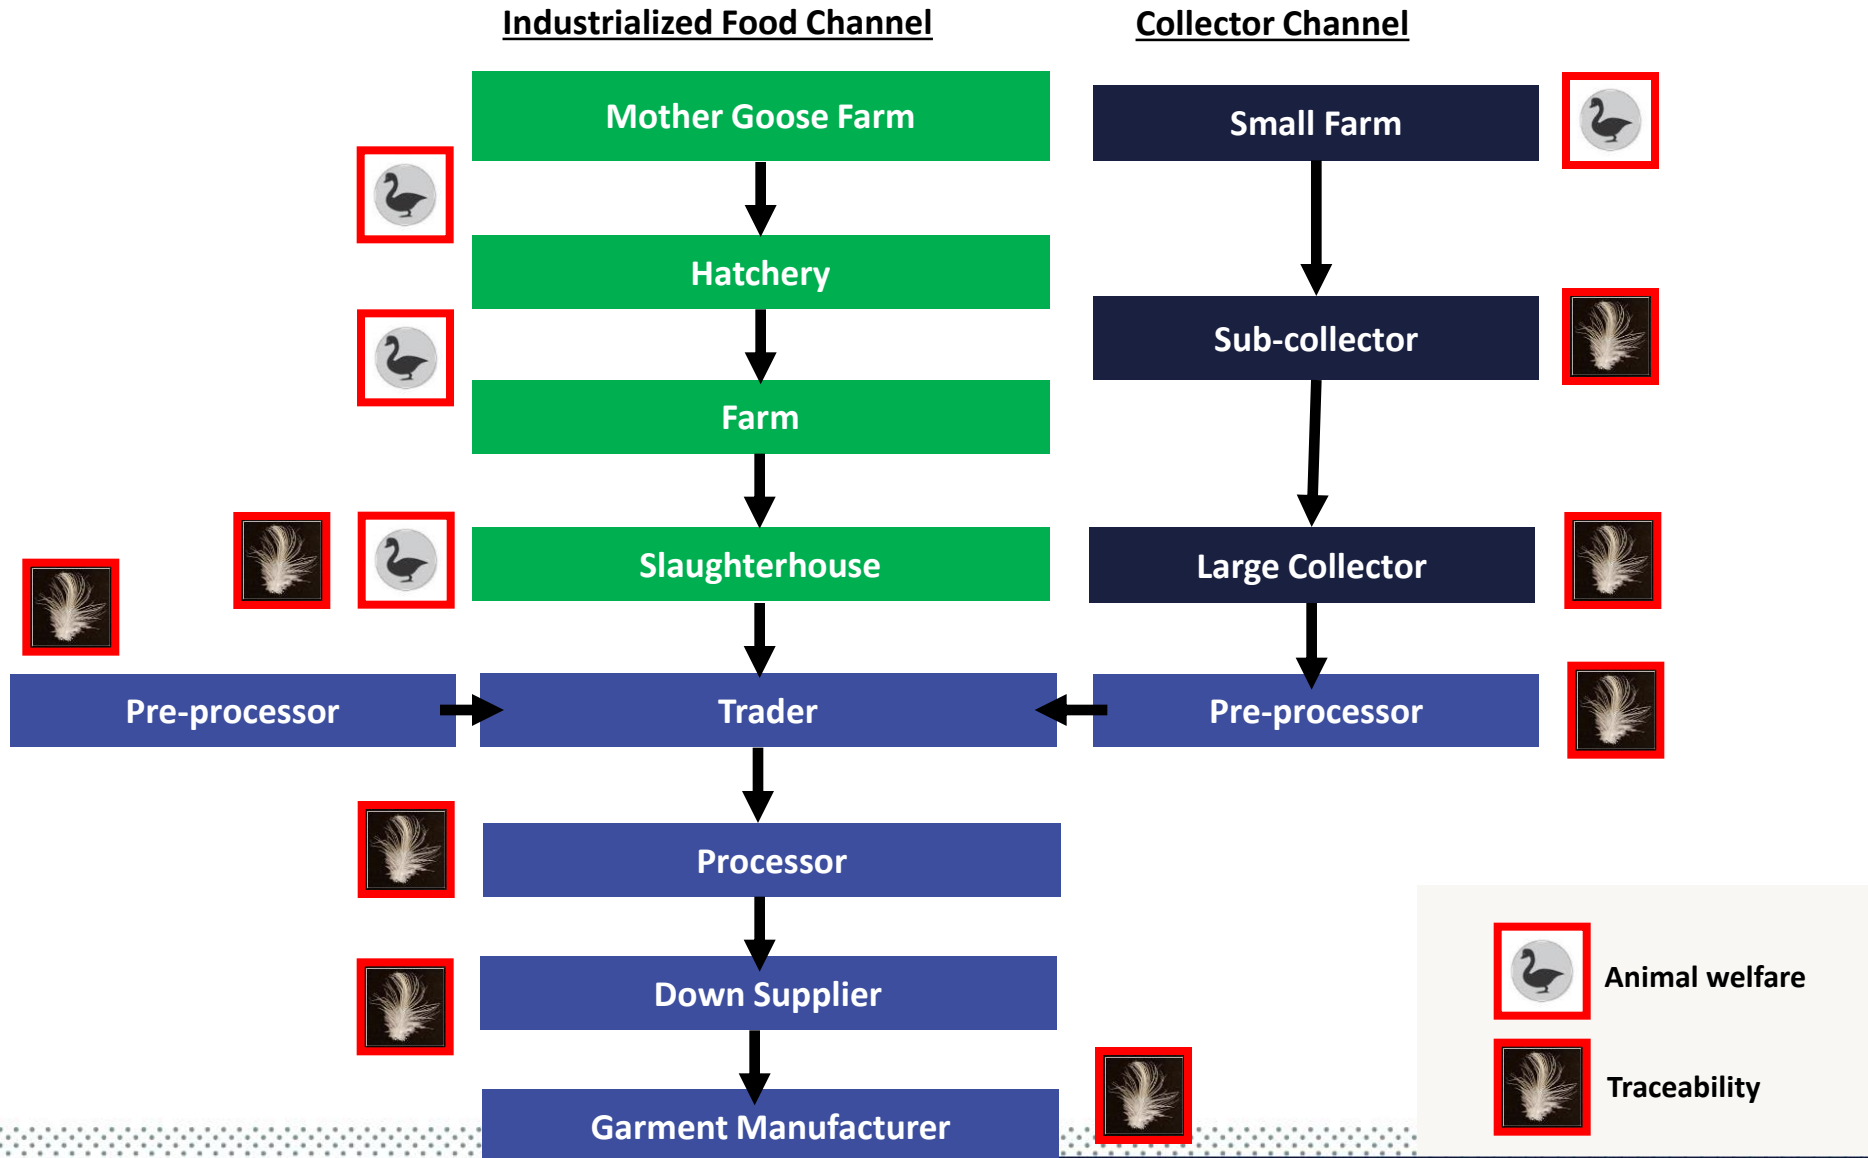 Industrialized Food Channel
Collector Channel
Mother Goose Farm
Small Farm
Hatchery
Sub-collector
Farm
Slaughterhouse
Large Collector
Pre-processor
Trader
Pre-processor
Processor
Down Supplier
Animal welfare
Traceability
Garment Manufacturer